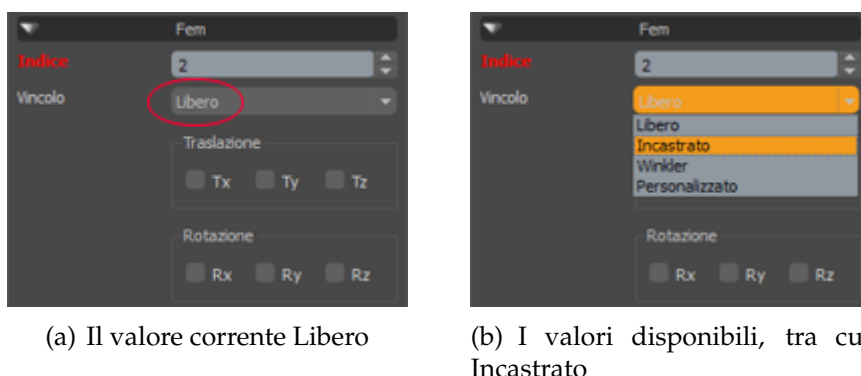 Fem
Indice
2
Vincolo
Libero
Traslazione
Tx Ty Tz
Rotazione
Rx Ry Rz
(a) Il valore corrente Libero
Fem
Indice
2
Vincolo
Libero
Libero
Incastrato
Winkler
Personalizzato
Rotazione
Rx Ry Rz
(b) I valori disponibili, tra cu
Incastrato